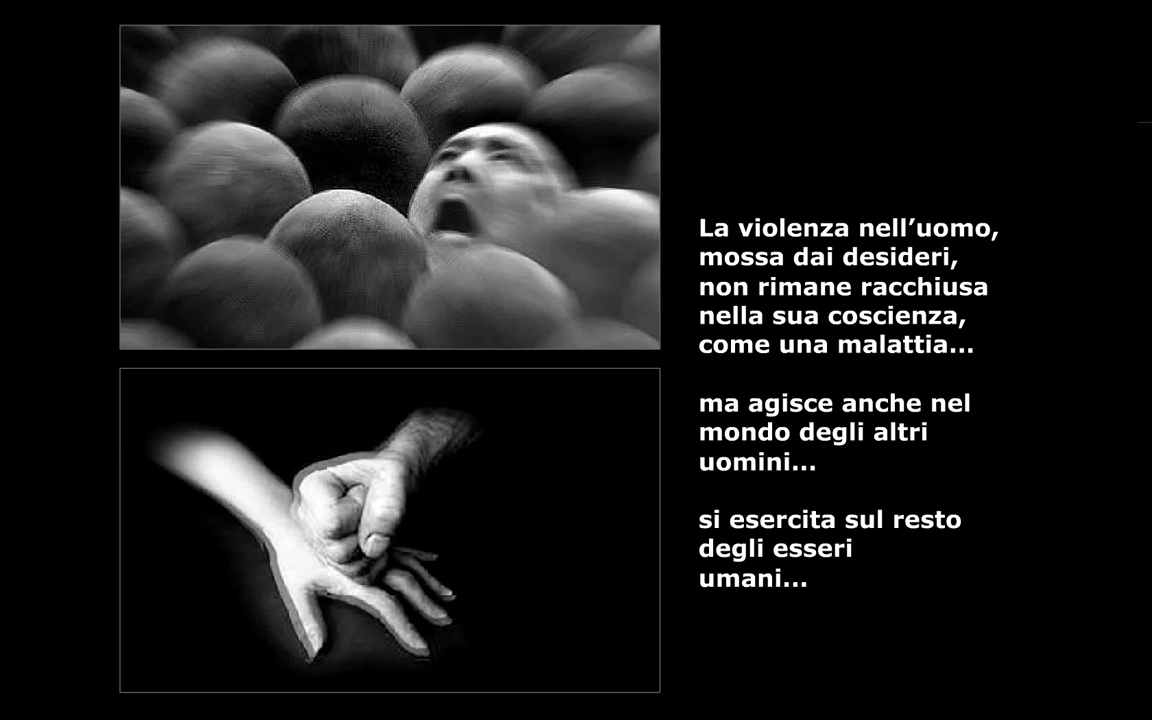 La violenza nell’uomo,
mossa dai desideri,
non rimane racchiusa
nella sua coscienza,
come una malattia...
ma agisce anche nel
mondo degli altri
uomini...
si esercita sul resto
degli esseri
umani...